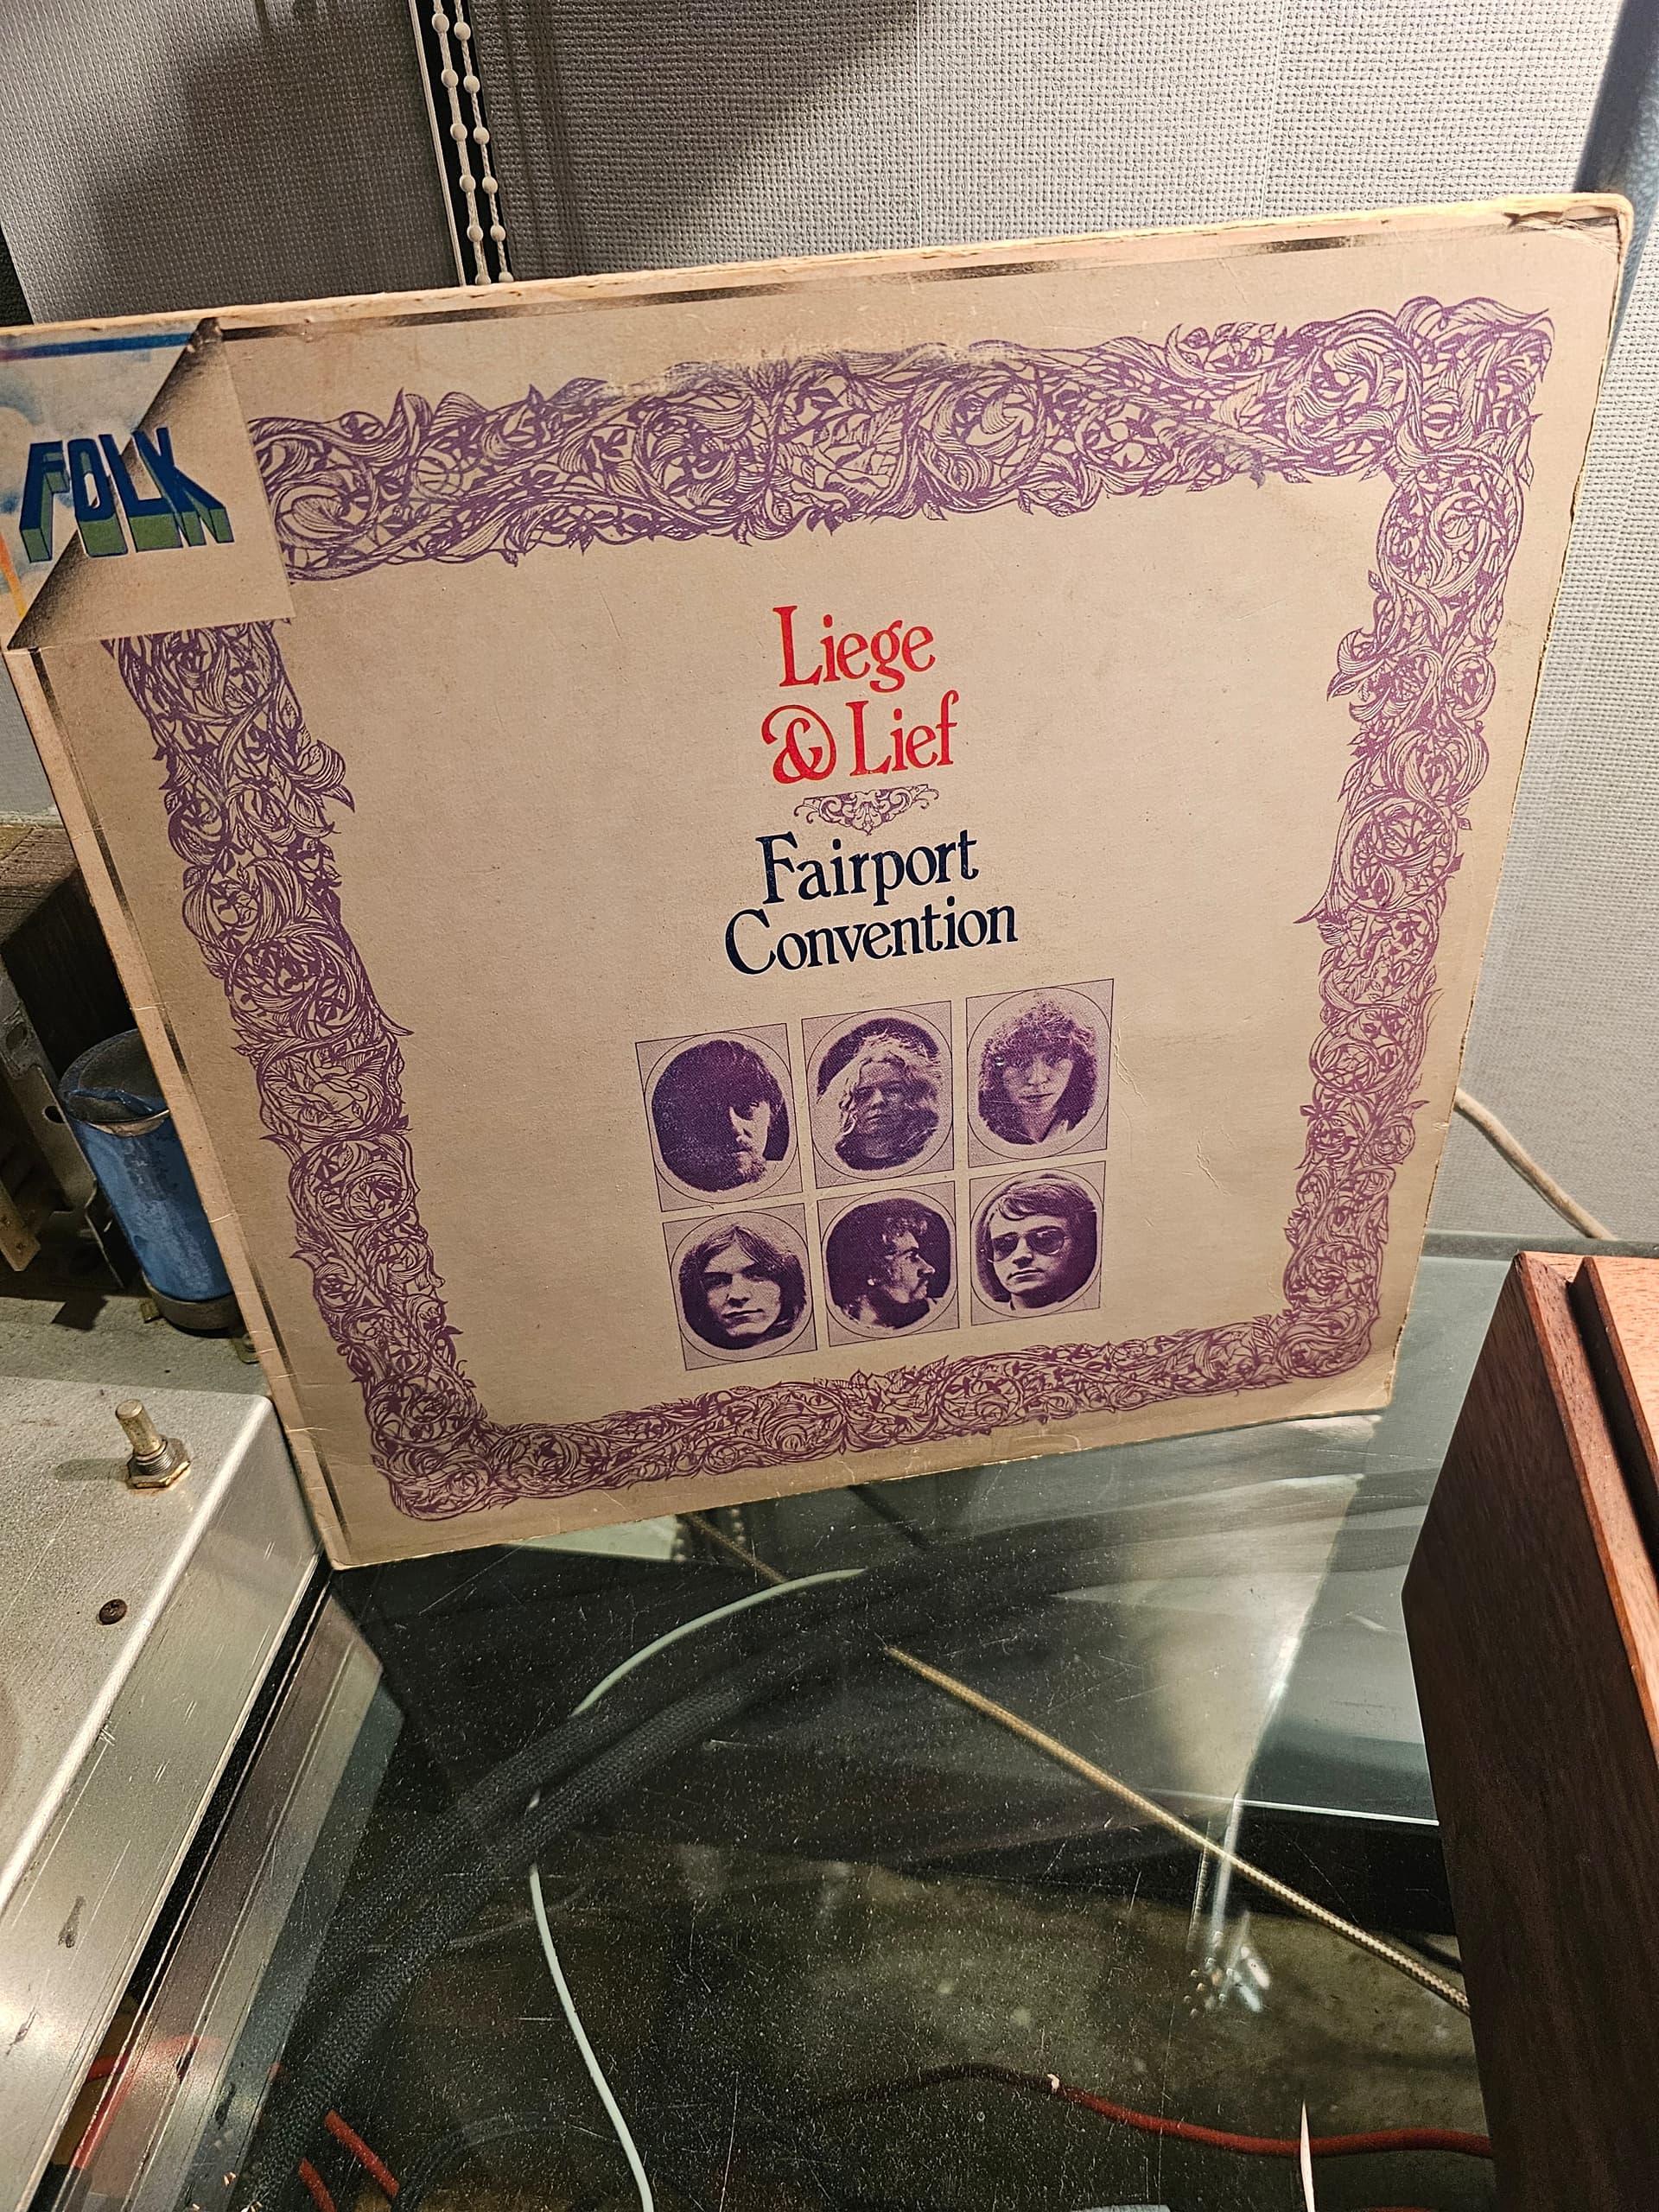 FOLK
Liege
& Lief
Fairport
Convention